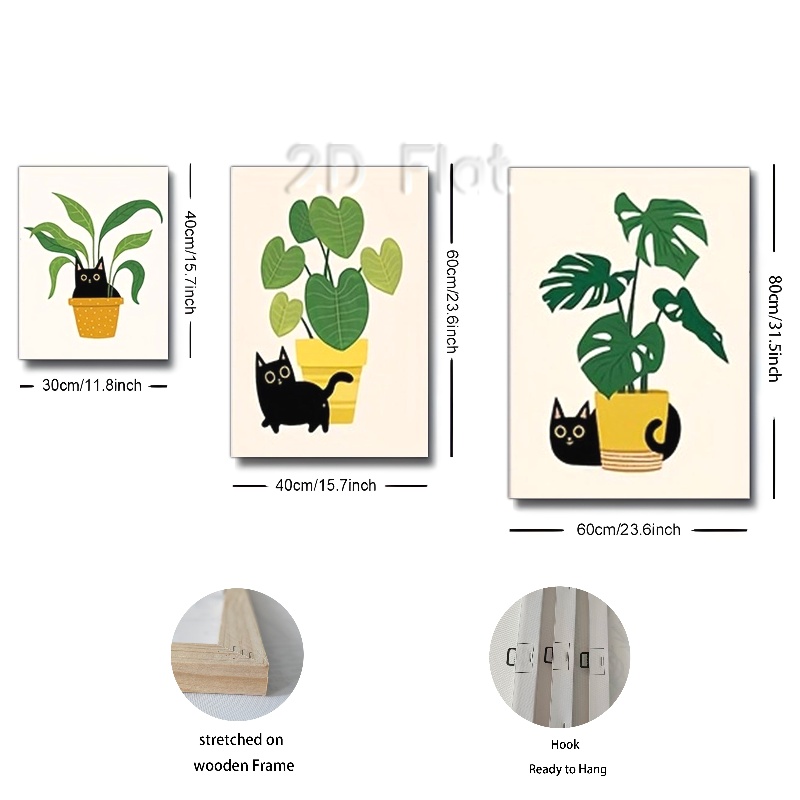 2D Flat
40cm/15.7inch
30cm/11.8inch
60cm/23.6inch
40cm/15.7inch
80cm/31.5inch
60cm/23.6inch
stretched on
wooden Frame
Hook
Ready to Hang